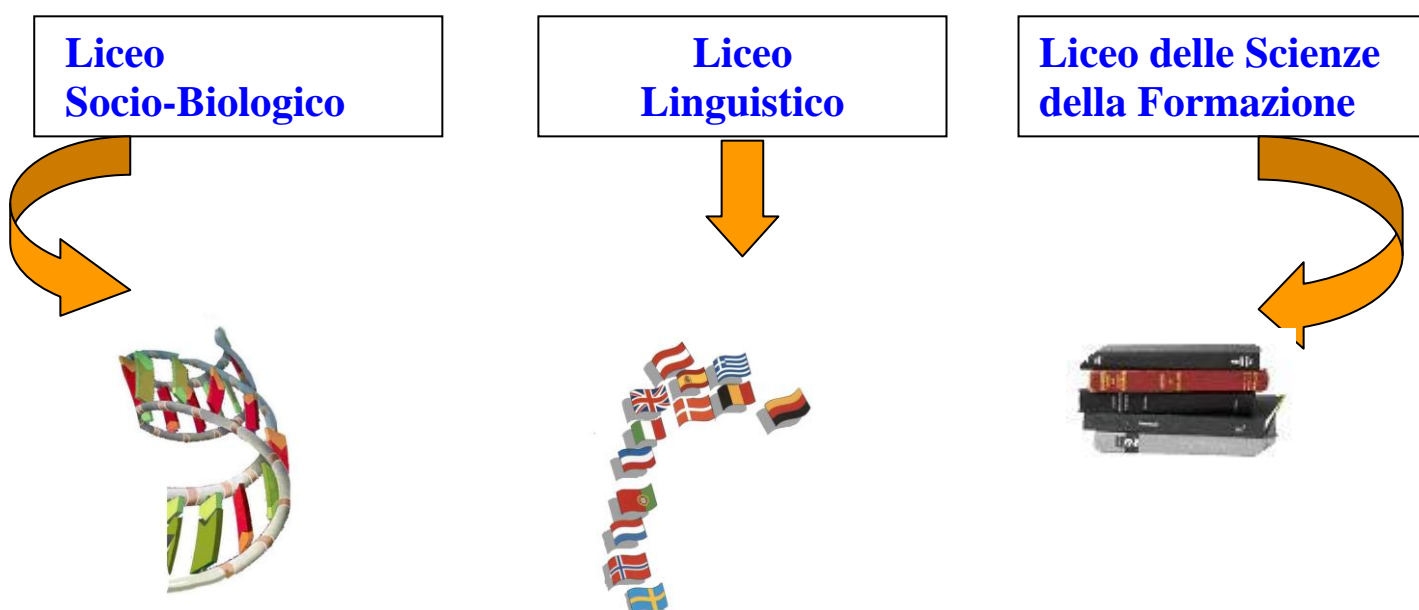 Liceo
Socio-Biologico
Liceo
Linguistico
Liceo delle Scienze
della Formazione